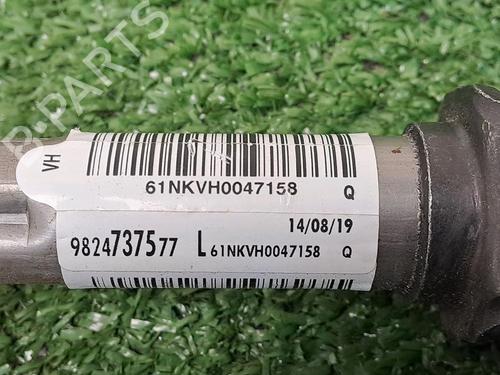 B-PARTS
VH
61NKVH0047158 Q
14/08/19
9824737577 L 61NKVH0047158 Q